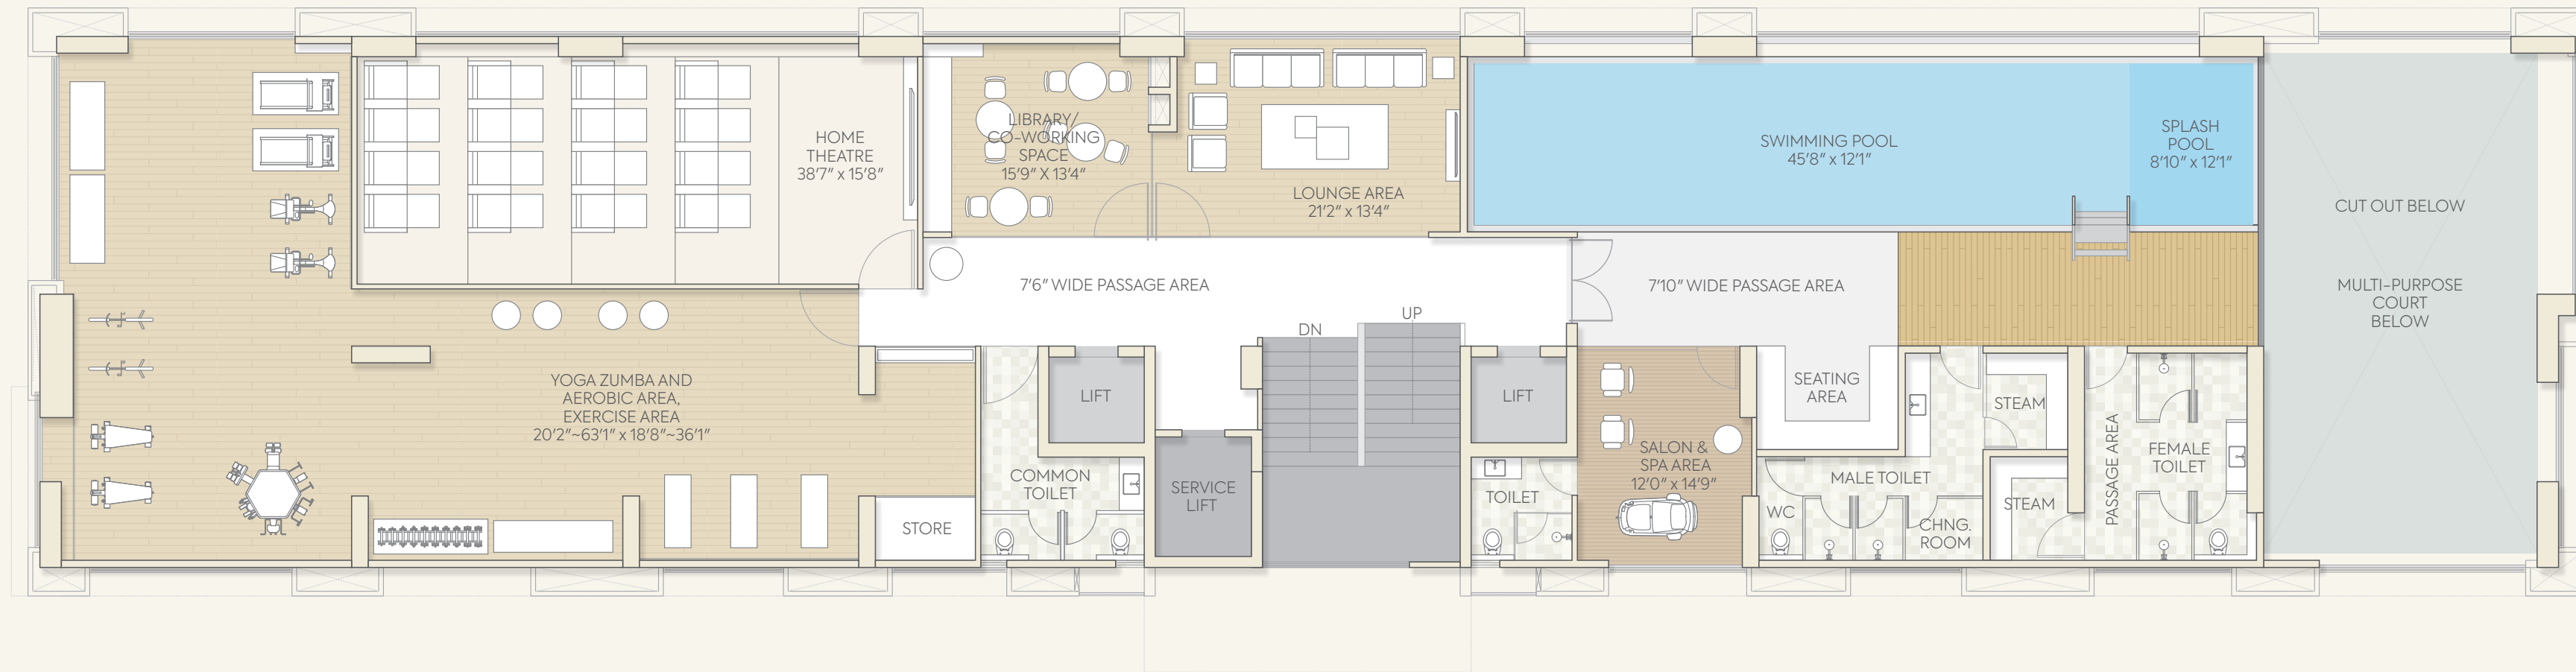 HOME
THEATRE
38'7" x 15'8"
LIBRARY/
CO-WORKING
SPACE
15'9" X 13'4"
LOUNGE AREA
21'2" x 13'4"
SWIMMING POOL
45'8" x 12'1"
SPLASH
POOL
8'10" x 12'1"
CUT OUT BELOW
MULTI-PURPOSE
COURT
BELOW
7'6" WIDE PASSAGE AREA
7'10" WIDE PASSAGE AREA
DN
UP
YOGA ZUMBA AND
AEROBIC AREA,
EXERCISE AREA
20'2"~63'1" x 18'8"~36'1"
STORE
COMMON
TOILET
LIFT
SERVICE
LIFT
LIFT
TOILET
SALON &
SPA AREA
12'0" x 14'9"
SEATING
AREA
MALE TOILET
WC
CHNG.
ROOM
STEAM
STEAM
PASSAGE AREA
FEMALE
TOILET